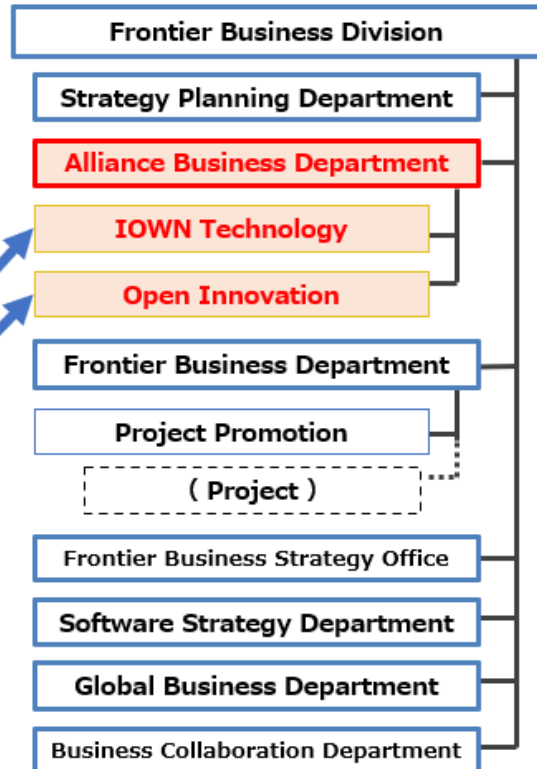 Frontier Business Division
Strategy Planning Department
Alliance Business Department
IOWN Technology
Open Innovation
Frontier Business Department
Project Promotion
( Project )
Frontier Business Strategy Office
Software Strategy Department
Global Business Department
Business Collaboration Department